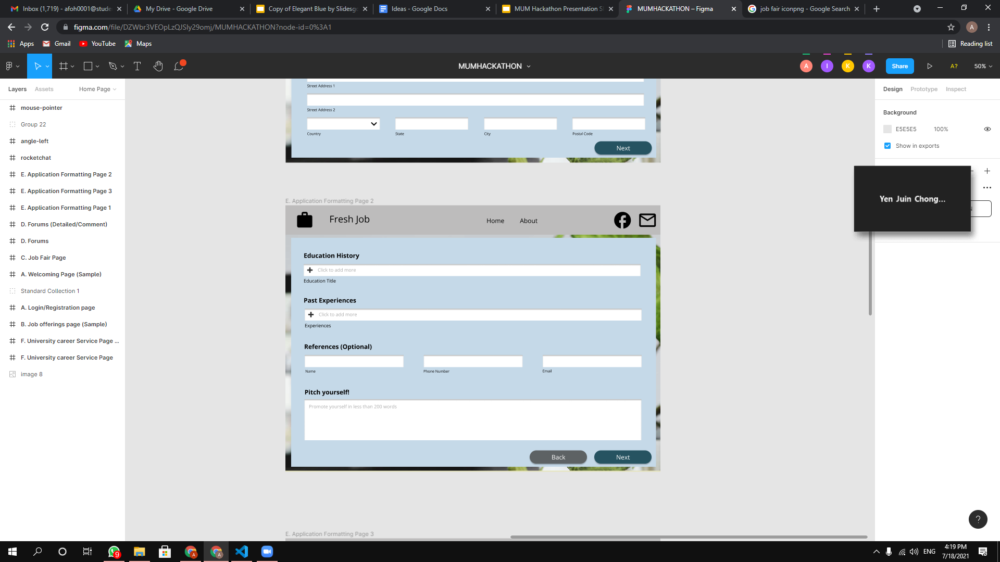 Inbox (1,719) - afoh0001@stude
My Drive - Google Drive
Copy of Elegant Blue by Slidesgo
Ideas - Google Docs
MUM Hackathon Presentation S
MUMHACKATHON – Figma
job fair iconpng - Google Search
figma.com/file/DZWbr3VEOpLzQJSly29omj/MUMHACKATHON?node-id=0%3A1
A
Apps
Gmail
YouTube
Maps
Reading list
MUMHACKATHON
A
I
K
K
Share
A?
50%
Layers
Assets
Home Page
mouse-pointer
Group 22
angle-left
rocketchat
E. Application Formatting Page 2
E. Application Formatting Page 3
E. Application Formatting Page 1
D. Forums (Detailed/Comment)
D. Forums
C. Job Fair Page
A. Welcoming Page (Sample)
Standard Collection 1
A. Login/Registration page
B. Job offerings page (Sample)
F. University career Service Page ...
F. University career Service Page
image 8
Street Address 1
Street Address 2
Country
State
City
Postal Code
Next
E. Application Formatting Page 2
Fresh Job
Home
About
Education History
Click to add more
Education Title
Past Experiences
Click to add more
Experiences
References (Optional)
Name
Phone Number
Email
Pitch yourself!
Promote yourself in less than 200 words
Back
Next
E. Application Formatting Page 3
Design
Prototype
Inspect
Background
E5E5E5
100%
Show in exports
Yen Juin Chong...
?
9
A
A
ENG
4:19 PM
7/18/2021